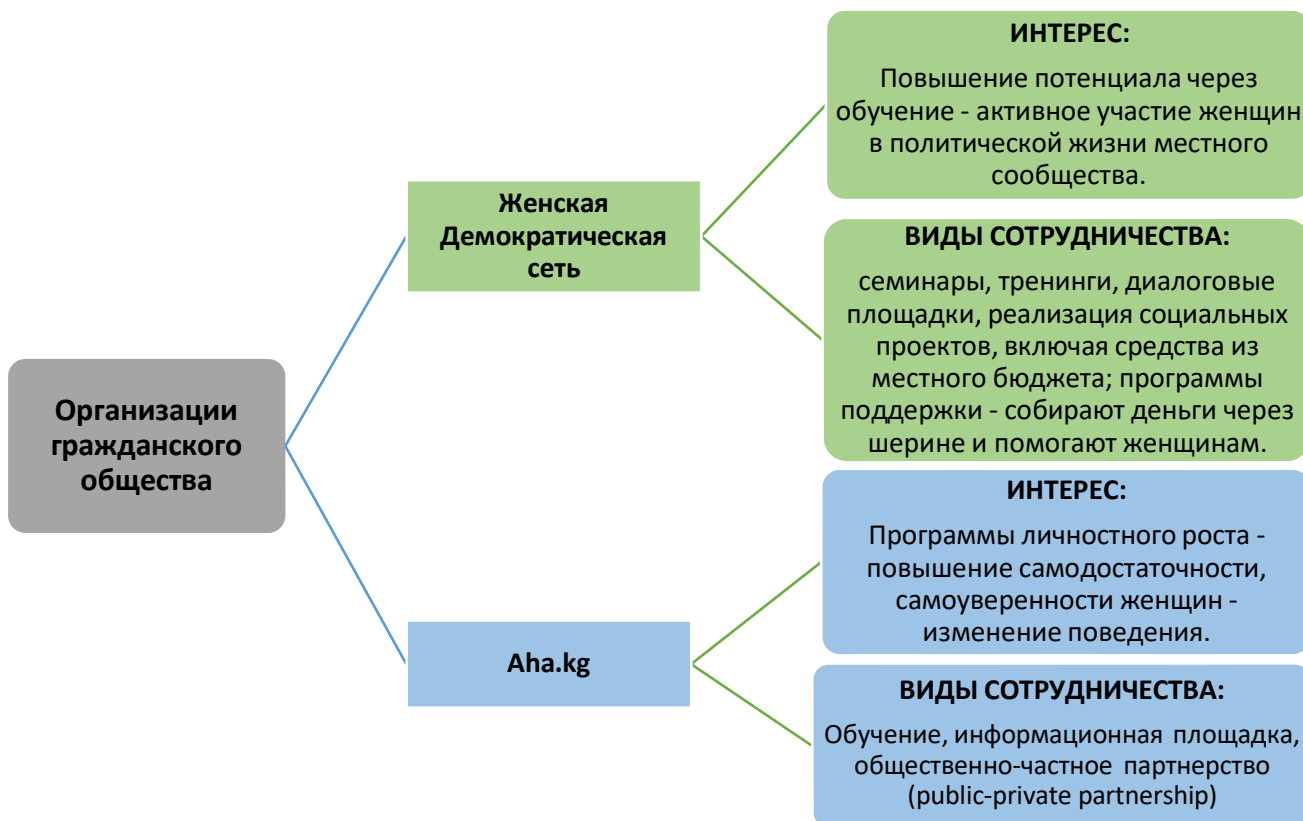 Организации
гражданского
общества
Женская
Демократическая
сеть
ИНТЕРЕС:
Повышение потенциала через
обучение - активное участие женщин
в политической жизни местного
сообщества.
ВИДЫ СОТРУДНИЧЕСТВА:
семинары, тренинги, диалоговые
площадки, реализация социальных
проектов, включая средства из
местного бюджета; программы
поддержки - собирают деньги через
шерине и помогают женщинам.
Aha.kg
ИНТЕРЕС:
Программы личностного роста -
повышение самодостаточности,
самоуверенности женщин -
изменение поведения.
ВИДЫ СОТРУДНИЧЕСТВА:
Обучение, информационная площадка,
общественно-частное партнерство
(public-private partnership)